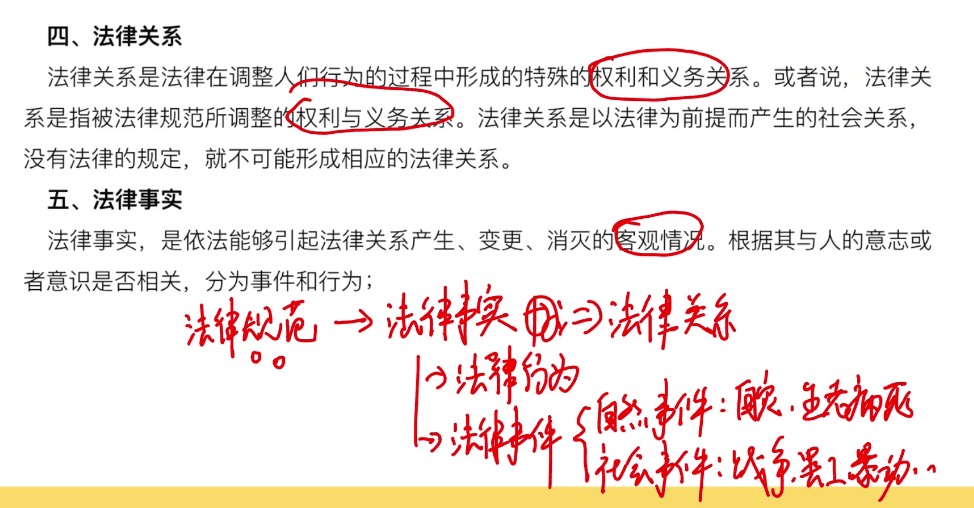 四、法律关系
法律关系是法律在调整人们行为的过程中形成的特殊的权利和义务关系。或者说，法律关
系是指被法律规范所调整的权利与义务关系。法律关系是以法律为前提而产生的社会关系，
没有法律的规定，就不可能形成相应的法律关系。
五、法律事实
法律事实，是依法能够引起法律关系产生、变更、消灭的客观情况。根据其与人的意志或
者意识是否相关，分为事件和行为；
法律规范 → 法律事实 ⇒ 法律关系
→ 法律行为
→ 法律事件
自然事件：自灾、生老病死
社会事件：战争、罢工、暴动..